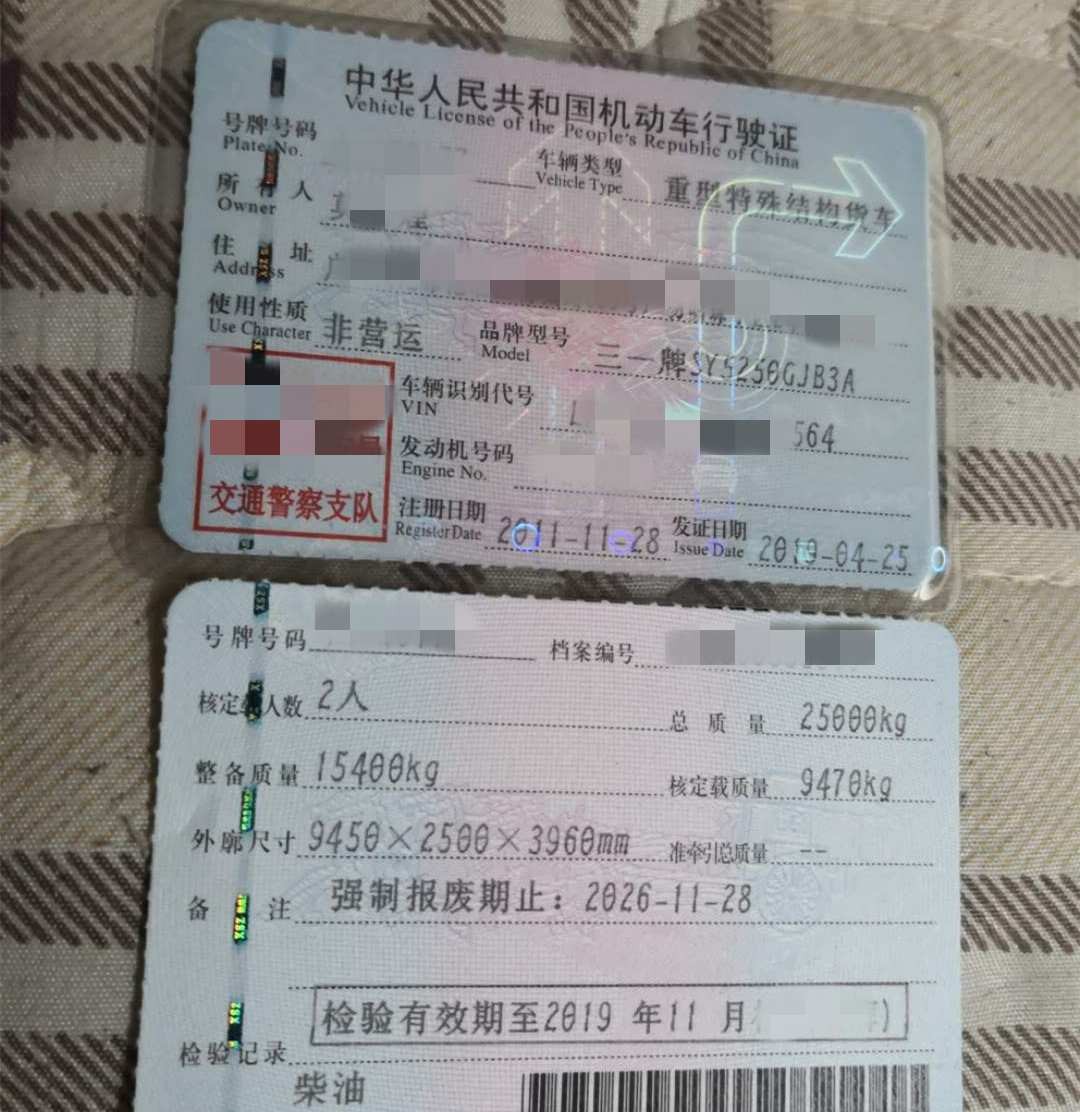 中华人民共和国机动车行驶证
Vehicle License of the People's Republic of China
号牌号码
Plate No.
车辆类型
Vehicle Type
重型特殊结构货车
所有人
Owner
住址
Address
使用性质
Use Character
非营运
品牌型号
Model
三一牌SY5250GJB3A
车辆识别代号
VIN
L
564
发动机号码
Engine No.
交通警察支队
注册日期
Register Date
2011-11-28
发证日期
Issue Date
2019-04-25
号牌号码
档案编号
核定载人数 2人
总质量 25000kg
整备质量 15400kg
核定载质量 9470kg
外廓尺寸 9450×2500×3960mm
准牵引总质量 --
备注 强制报废期止：2026-11-28
检验有效期至2019 年11 月
检验记录
柴油